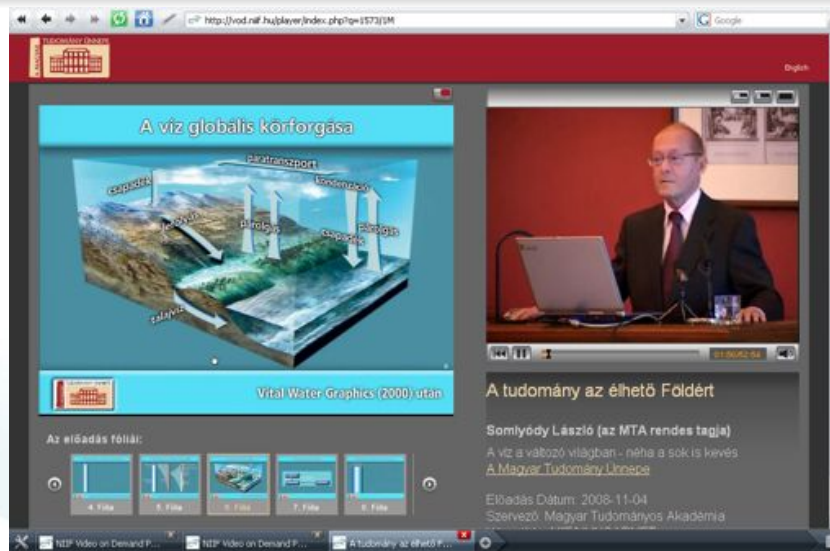 http://vod.niif.hu/player/index.php?q=1573/1M
Google
A MAGYAR
TUDOMÁNY ÜNNEPE
English
A víz globális körforgása
páratranszport
csapadék
kondenzáció
lefolyás
párolgás
csapadék
párolgás
talajvíz
Vital Water Graphics (2000) után
Az előadás fóliái:
4. Fólia
5. Fólia
6. Fólia
7. Fólia
8. Fólia
A tudomány az élhető Földért
Somlyódy László (az MTA rendes tagja)
A víz a változó világban - néha a sok is kevés
A Magyar Tudomány Ünnepe
Előadás Dátum: 2008-11-04
Szervező: Magyar Tudományos Akadémia
NIIF Video on Demand P...
NIIF Video on Demand P...
A tudomány az élhető F...